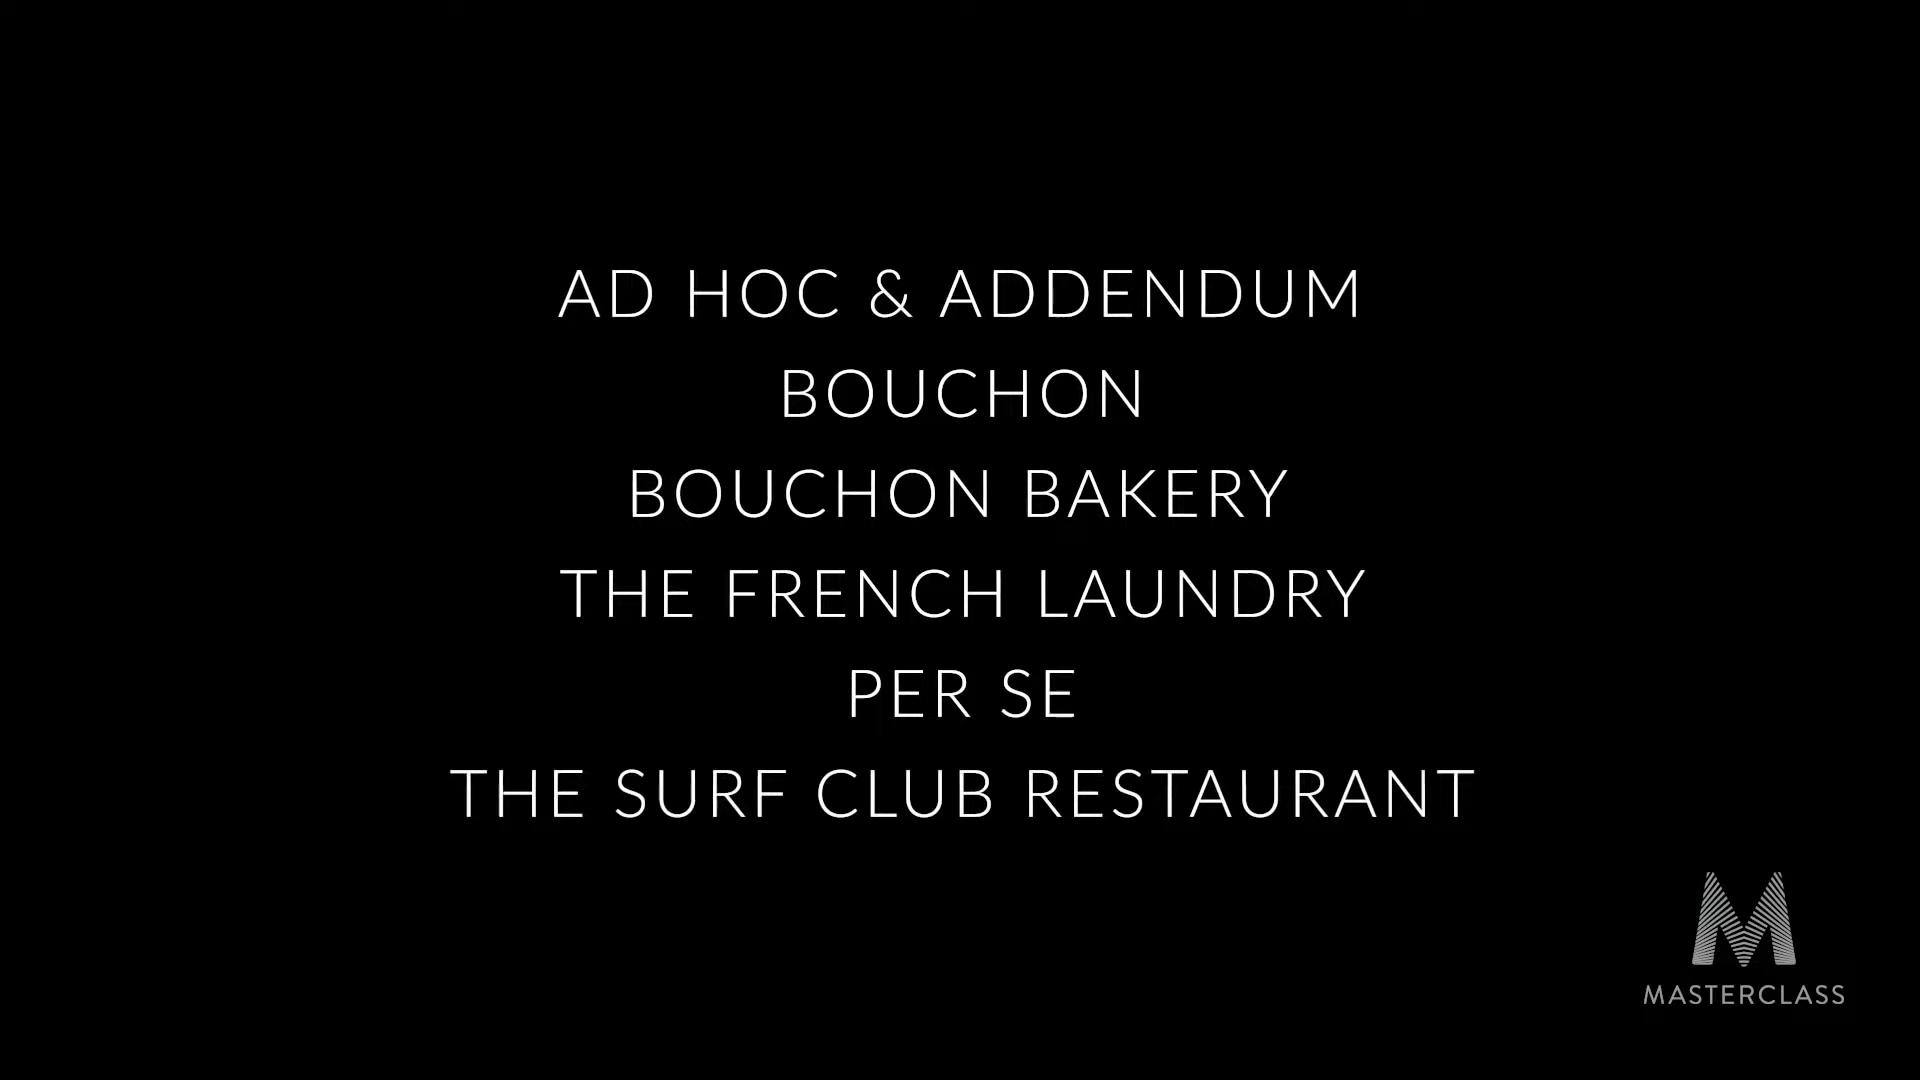 AD HOC & ADDENDUM
BOUCHON
BOUCHON BAKERY
THE FRENCH LAUNDRY
PER SE
THE SURF CLUB RESTAURANT
M
MASTERCLASS